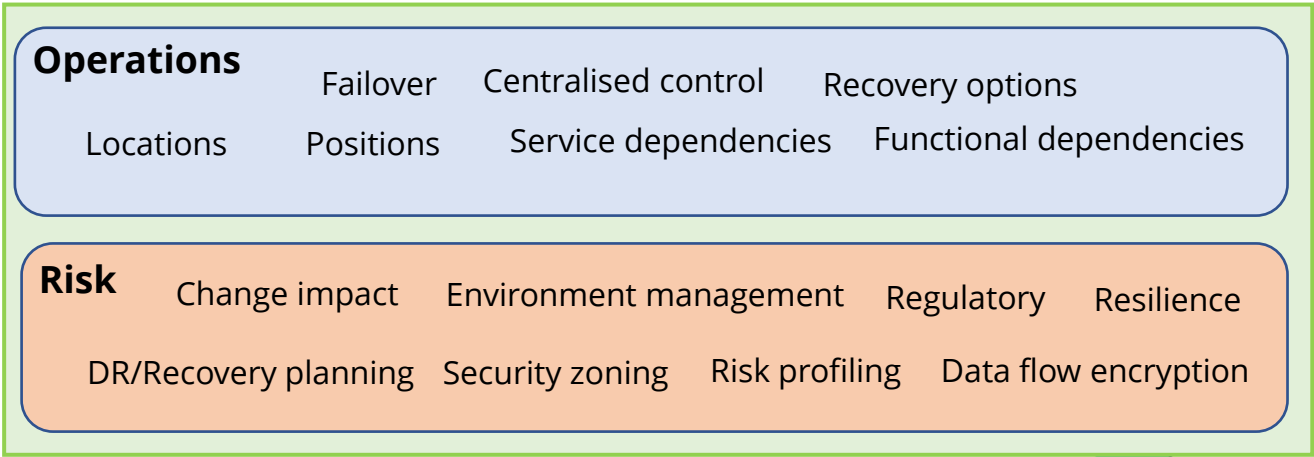 Operations
Failover Centralised control Recovery options
Locations Positions Service dependencies Functional dependencies
Risk
Change impact Environment management Regulatory Resilience
DR/Recovery planning Security zoning Risk profiling Data flow encryption